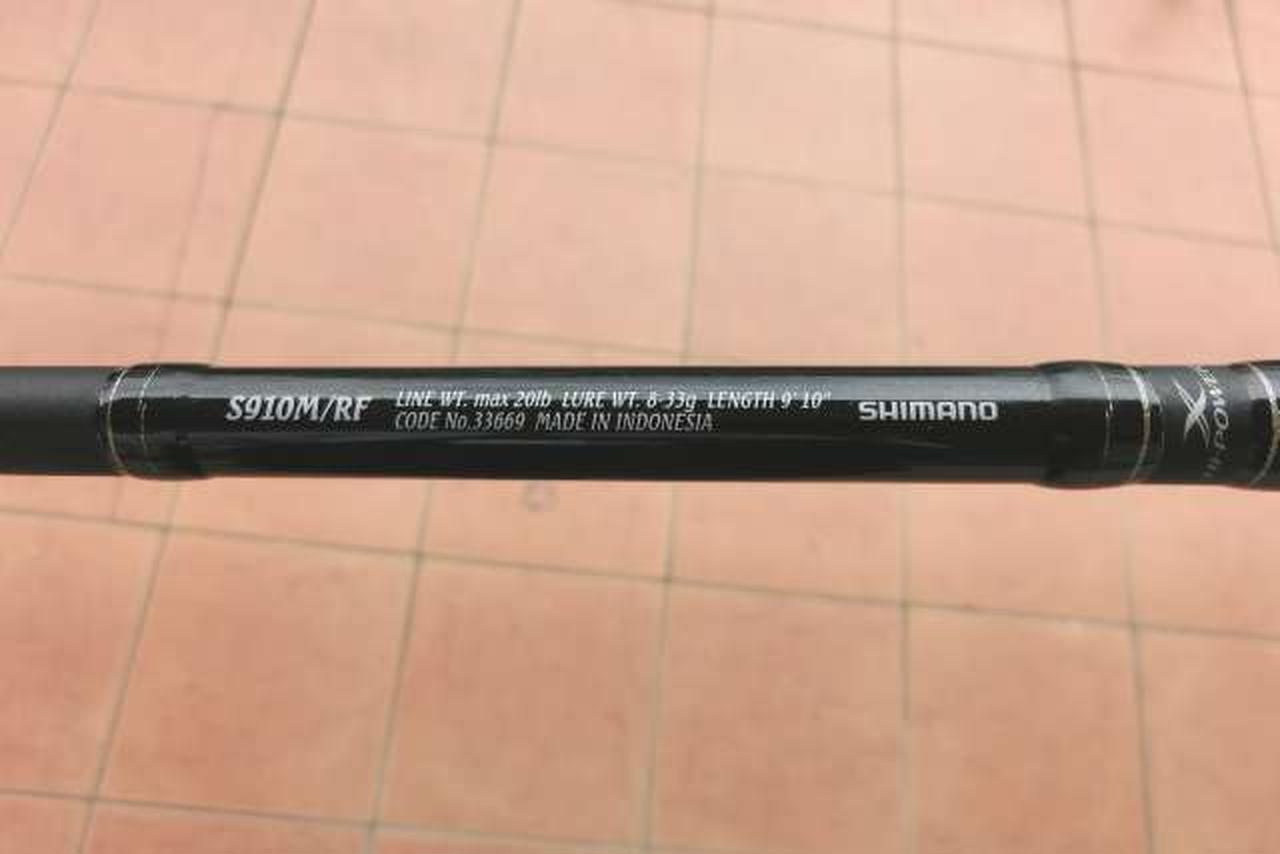 S910M/RF LINE WT. max 20lb LURE WT. 8-33g LENGTH 9'10" SHIMANO
CODE No.33669 MADE IN INDONESIA